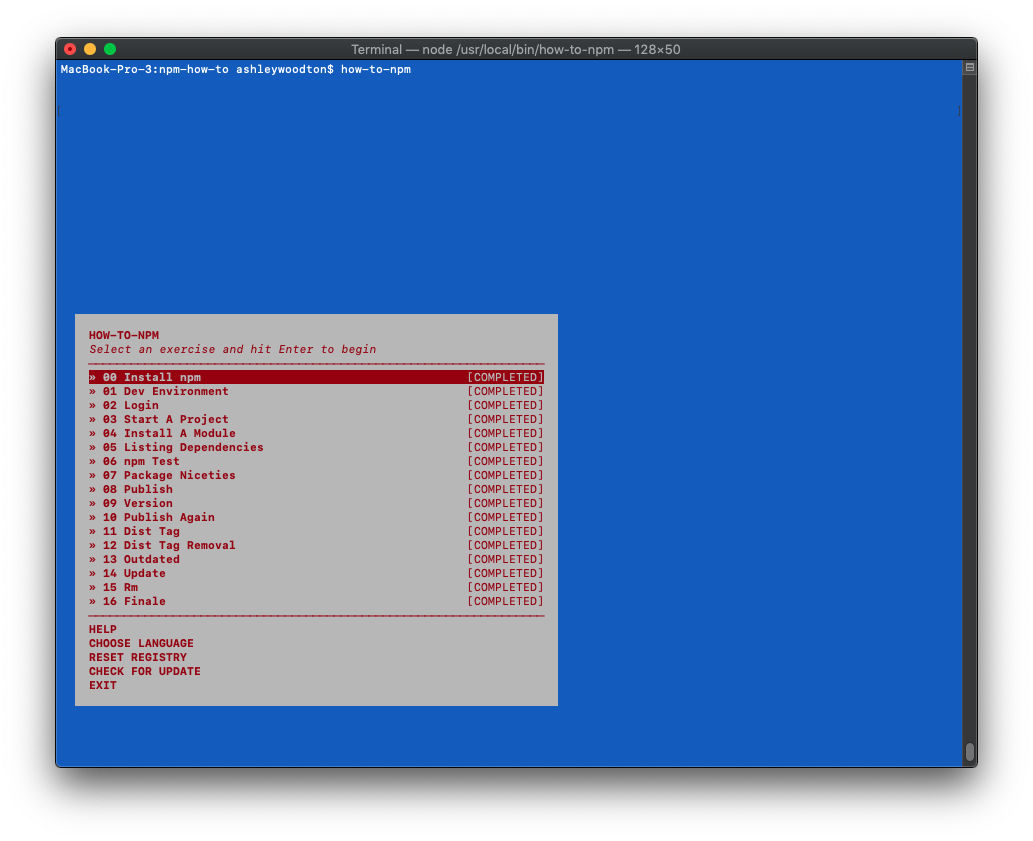 Terminal — node /usr/local/bin/how-to-npm — 128×50
MacBook-Pro-3:npm-how-to ashleywoodton$ how-to-npm
[ ]
HOW-TO-NPM
Select an exercise and hit Enter to begin
» 00 Install npm [COMPLETED]
» 01 Dev Environment [COMPLETED]
» 02 Login [COMPLETED]
» 03 Start A Project [COMPLETED]
» 04 Install A Module [COMPLETED]
» 05 Listing Dependencies [COMPLETED]
» 06 npm Test [COMPLETED]
» 07 Package Niceties [COMPLETED]
» 08 Publish [COMPLETED]
» 09 Version [COMPLETED]
» 10 Publish Again [COMPLETED]
» 11 Dist Tag [COMPLETED]
» 12 Dist Tag Removal [COMPLETED]
» 13 Outdated [COMPLETED]
» 14 Update [COMPLETED]
» 15 Rm [COMPLETED]
» 16 Finale [COMPLETED]
HELP
CHOOSE LANGUAGE
RESET REGISTRY
CHECK FOR UPDATE
EXIT